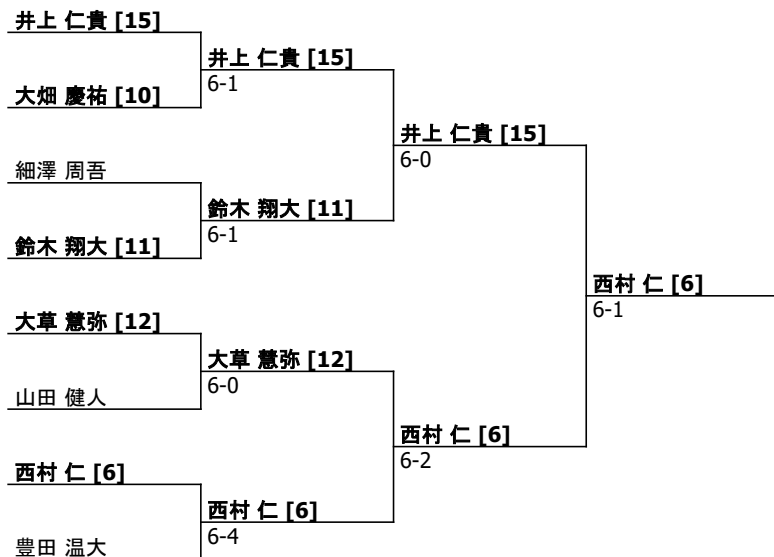 井上 仁貴 [15]
大畑 慶祐 [10]
細澤 周吾
鈴木 翔大 [11]
大草 慧弥 [12]
山田 健人
西村 仁 [6]
豊田 温大
井上 仁貴 [15]
6-1
鈴木 翔大 [11]
6-1
大草 慧弥 [12]
6-0
西村 仁 [6]
6-4
井上 仁貴 [15]
6-0
西村 仁 [6]
6-2
西村 仁 [6]
6-1